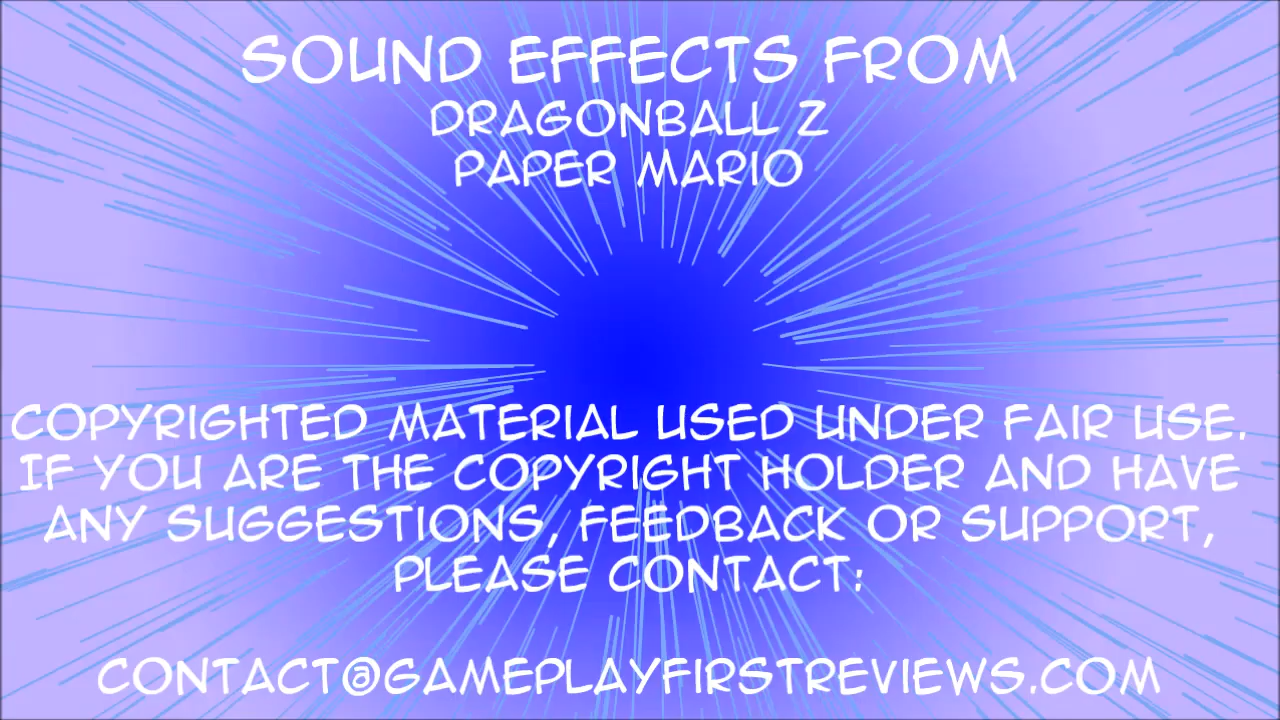 SOUND EFFECTS FROM
DRAGONBALL Z
PAPER MARIO
COPYRIGHTED MATERIAL USED UNDER FAIR USE.
IF YOU ARE THE COPYRIGHT HOLDER AND HAVE
ANY SUGGESTIONS, FEEDBACK OR SUPPORT,
PLEASE CONTACT:
CONTACT@GAMEPLAYFIRSTREVIEWS.COM